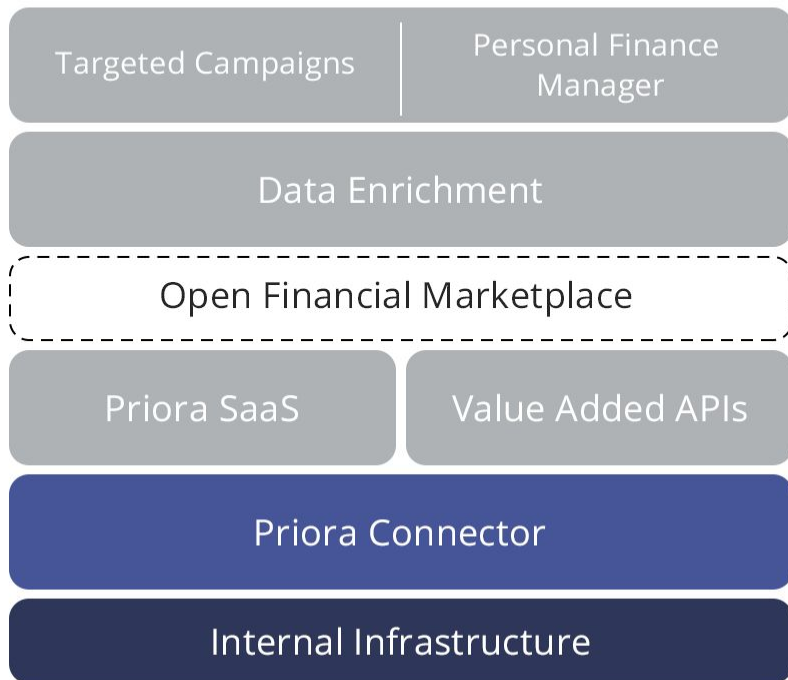 Targeted Campaigns
Personal Finance
Manager
Data Enrichment
Open Financial Marketplace
Priora SaaS
Value Added APIs
Priora Connector
Internal Infrastructure